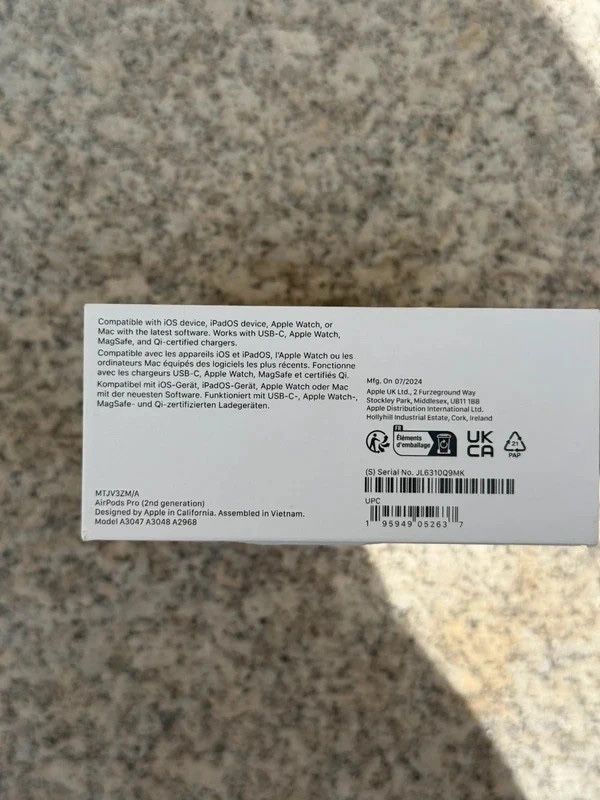 Compatible with iOS device, iPadOS device, Apple Watch, or
Mac with the latest software. Works with USB-C, Apple Watch,
MagSafe, and Qi-certified chargers.
Compatible avec les appareils iOS et iPadOS, l'Apple Watch ou les
ordinateurs Mac équipés des logiciels les plus récents. Fonctionne
avec les chargeurs USB-C, Apple Watch, MagSafe et certifiés Qi.
Kompatibel mit iOS-Gerät, iPadOS-Gerät, Apple Watch oder Mac
mit der neuesten Software. Funktioniert mit USB-C-, Apple Watch-,
MagSafe- und Qi-zertifizierten Ladegeräten.
MTJV3ZM/A
AirPods Pro (2nd generation)
Designed by Apple in California. Assembled in Vietnam.
Model A3047 A3048 A2968
Mfg. On 07/2024
Apple UK Ltd., 2 Furzeground Way
Stockley Park, Middlesex, UB11 1BB
Apple Distribution International Ltd.
Hollyhill Industrial Estate, Cork, Ireland
FR
Éléments
d'emballage
UK
CA
21
PAP
(S) Serial No. JL6310Q9MK
UPC
1 95949 05263 7